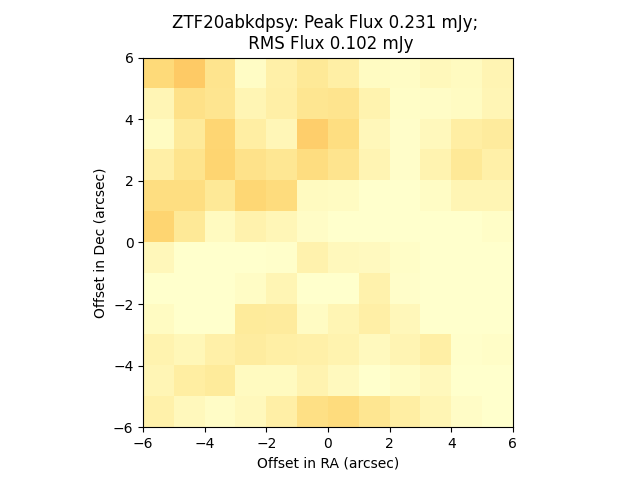 ZTF20abkdpsy: Peak Flux 0.231 mJy;
RMS Flux 0.102 mJy
6
4
2
0
−2
−4
−6
Offset in Dec (arcsec)
−6 −4 −2 0 2 4 6
Offset in RA (arcsec)